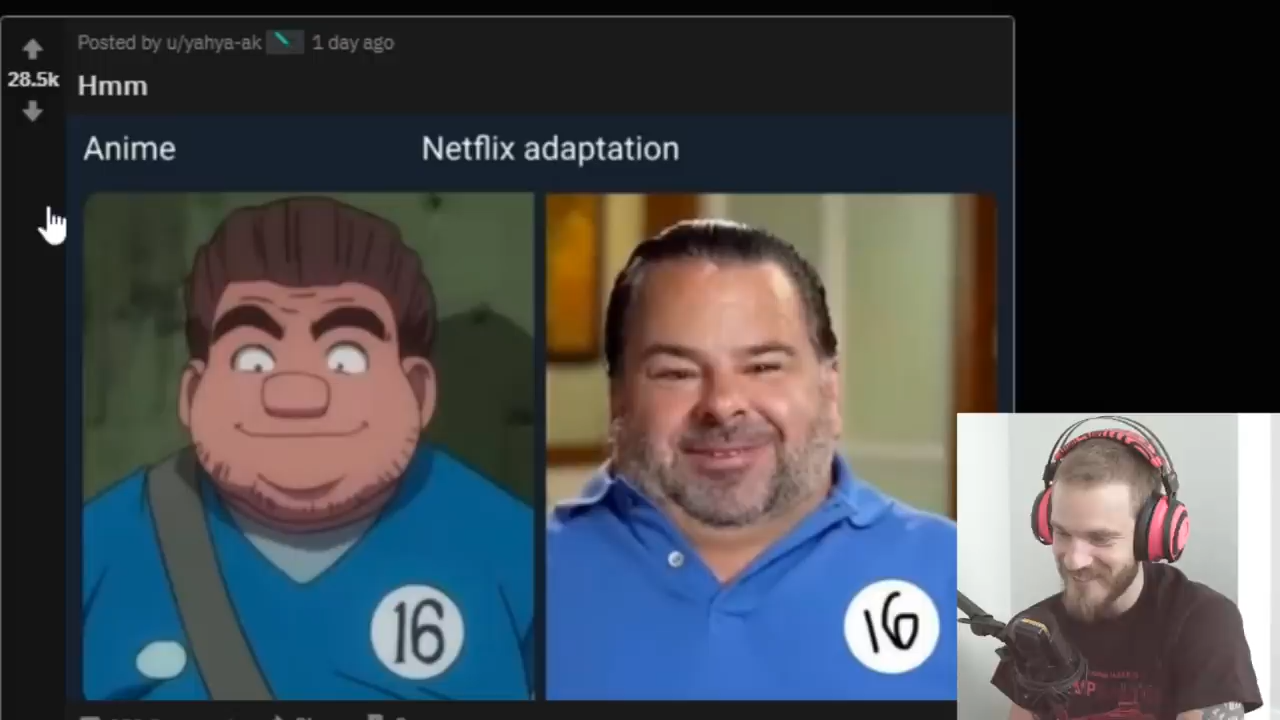 Posted by u/yahya-ak 1 day ago
28.5k
Hmm
Anime Netflix adaptation
16
16